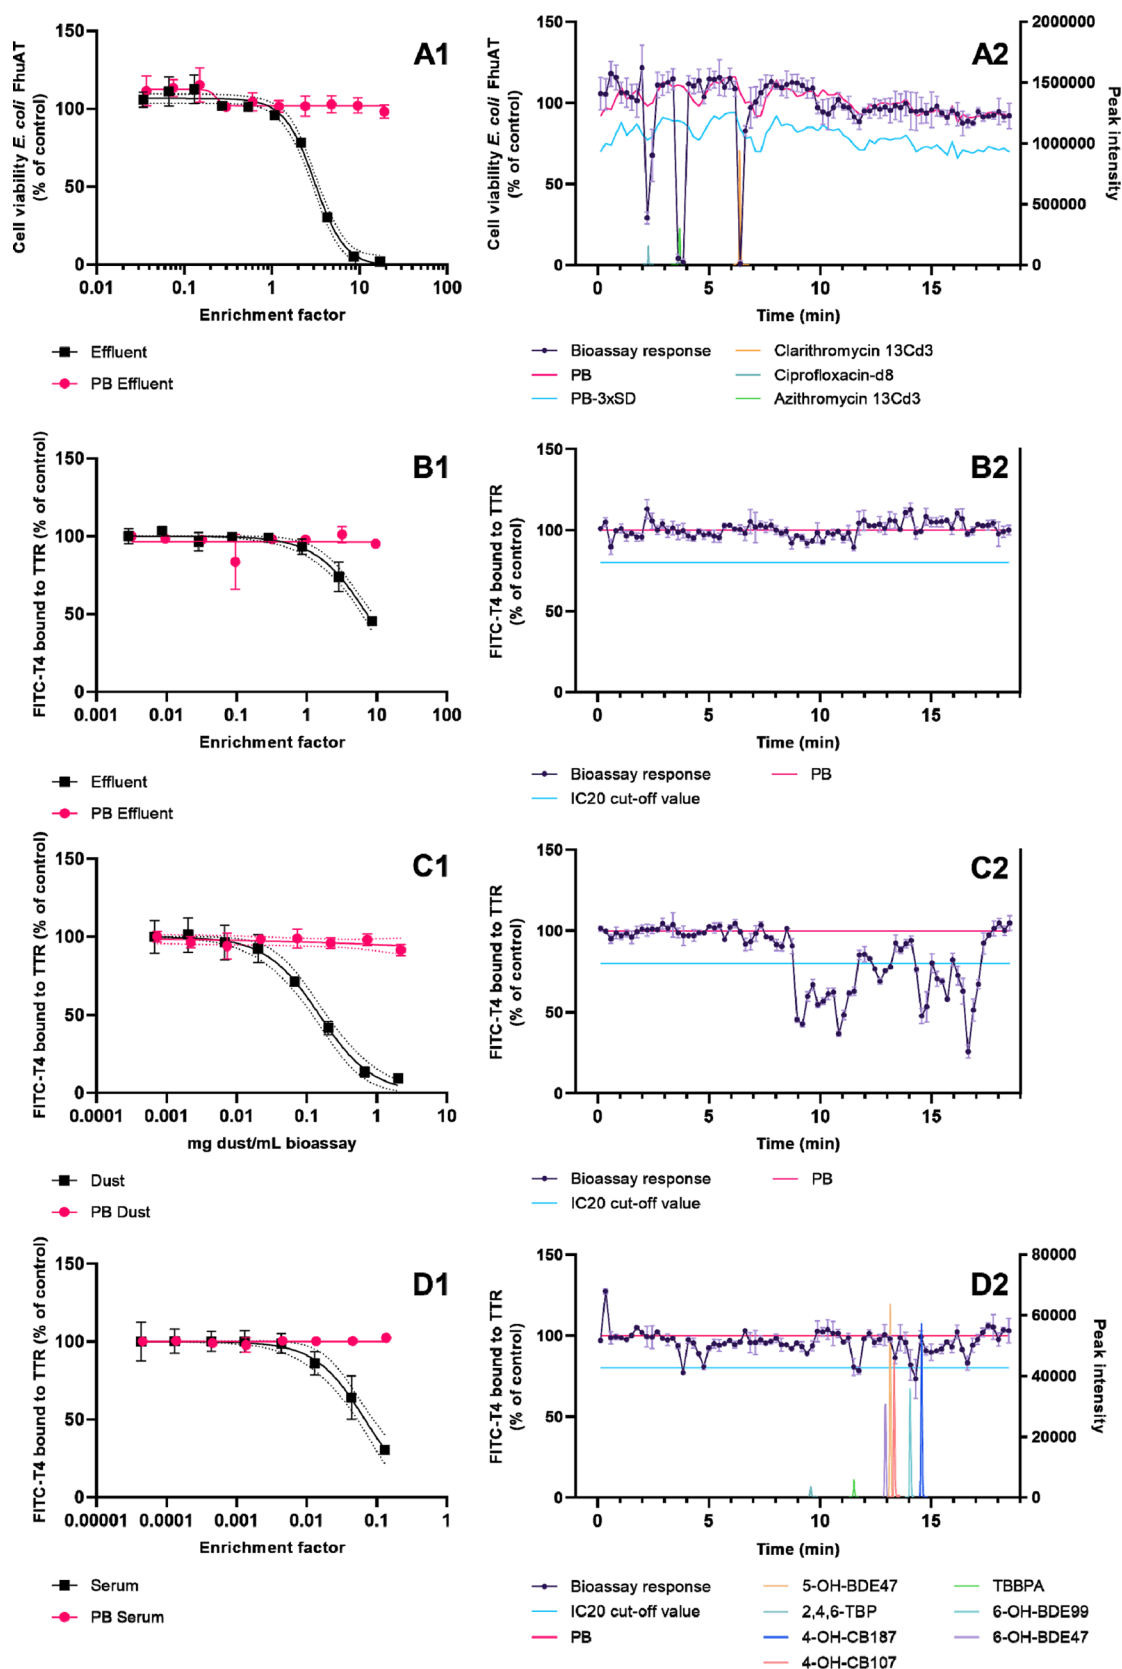 A1
Cell viability E. coli FhuAT
(% of control)
150
100
50
0
0.01 0.1 1 10 100
Enrichment factor
Effluent
PB Effluent
A2
Cell viability E. coli FhuAT
(% of control)
150
100
50
0
2000000
1500000
1000000
500000
0
Peak intensity
0 5 10 15
Time (min)
Bioassay response
PB
PB-3xSD
Clarithromycin 13Cd3
Ciprofloxacin-d8
Azithromycin 13Cd3
B1
FITC-T4 bound to TTR (% of control)
150
100
50
0
0.001 0.01 0.1 1 10 100
Enrichment factor
Effluent
PB Effluent
B2
FITC-T4 bound to TTR
(% of control)
150
100
50
0
0 5 10 15
Time (min)
Bioassay response
IC20 cut-off value
PB
C1
FITC-T4 bound to TTR (% of control)
150
100
50
0
0.0001 0.001 0.01 0.1 1 10
mg dust/mL bioassay
Dust
PB Dust
C2
FITC-T4 bound to TTR
(% of control)
150
100
50
0
0 5 10 15
Time (min)
Bioassay response
IC20 cut-off value
PB
D1
FITC-T4 bound to TTR (% of control)
150
100
50
0
0.00001 0.0001 0.001 0.01 0.1 1
Enrichment factor
Serum
PB Serum
D2
FITC-T4 bound to TTR
(% of control)
150
100
50
0
80000
60000
40000
20000
0
Peak intensity
0 5 10 15
Time (min)
Bioassay response
IC20 cut-off value
PB
5-OH-BDE47
2,4,6-TBP
4-OH-CB187
4-OH-CB107
TBBPA
6-OH-BDE99
6-OH-BDE47